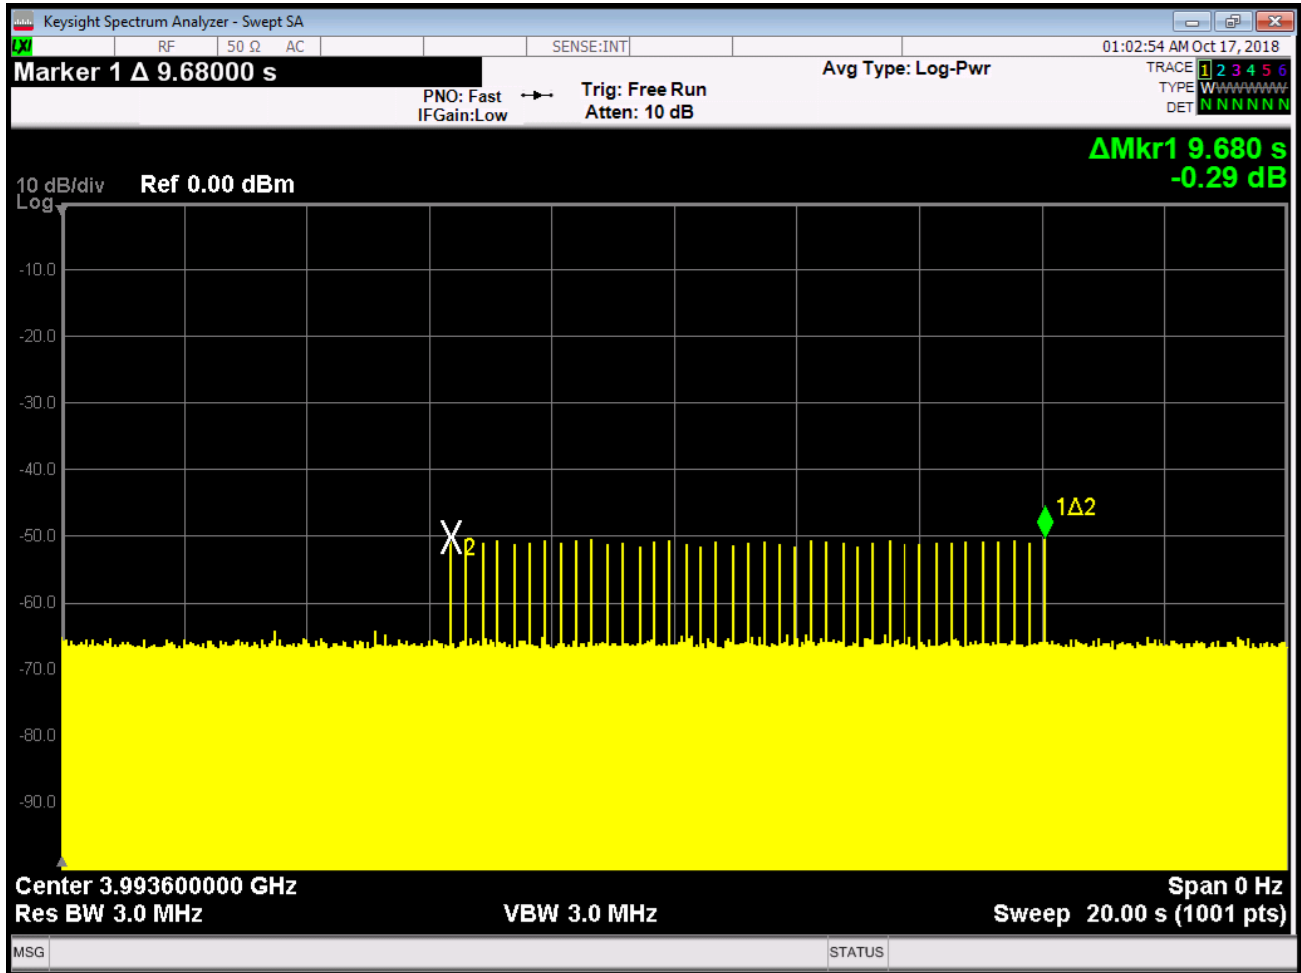 Keysight Spectrum Analyzer - Swept SA
LXI RF 50 Ω AC SENSE:INT 01:02:54 AM Oct 17, 2018
Marker 1 Δ 9.68000 s
PNO: Fast
IFGain:Low
Trig: Free Run
Atten: 10 dB
Avg Type: Log-Pwr
TRACE 1 2 3 4 5 6
TYPE WWWWWW
DET N N N N N N
ΔMkr1 9.680 s
-0.29 dB
10 dB/div Ref 0.00 dBm
Log
-10.0
-20.0
-30.0
-40.0
1Δ2
-50.0
X2
-60.0
-70.0
-80.0
-90.0
Center 3.993600000 GHz Span 0 Hz
Res BW 3.0 MHz VBW 3.0 MHz Sweep 20.00 s (1001 pts)
MSG STATUS